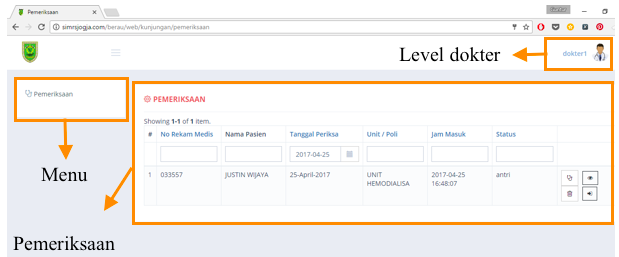 Pemeriksaan
simrsjogja.com/berau/web/kunjungan/pemeriksaan
Level dokter
dokter1
Pemeriksaan
PEMERIKSAAN
Showing 1-1 of 1 item.
# No Rekam Medis Nama Pasien Tanggal Periksa Unit / Poli Jam Masuk Status
2017-04-25
1 033557 JUSTIN WIJAYA 25-April-2017 UNIT HEMODIALISA 2017-04-25 16:48:07 antri
Menu
Pemeriksaan